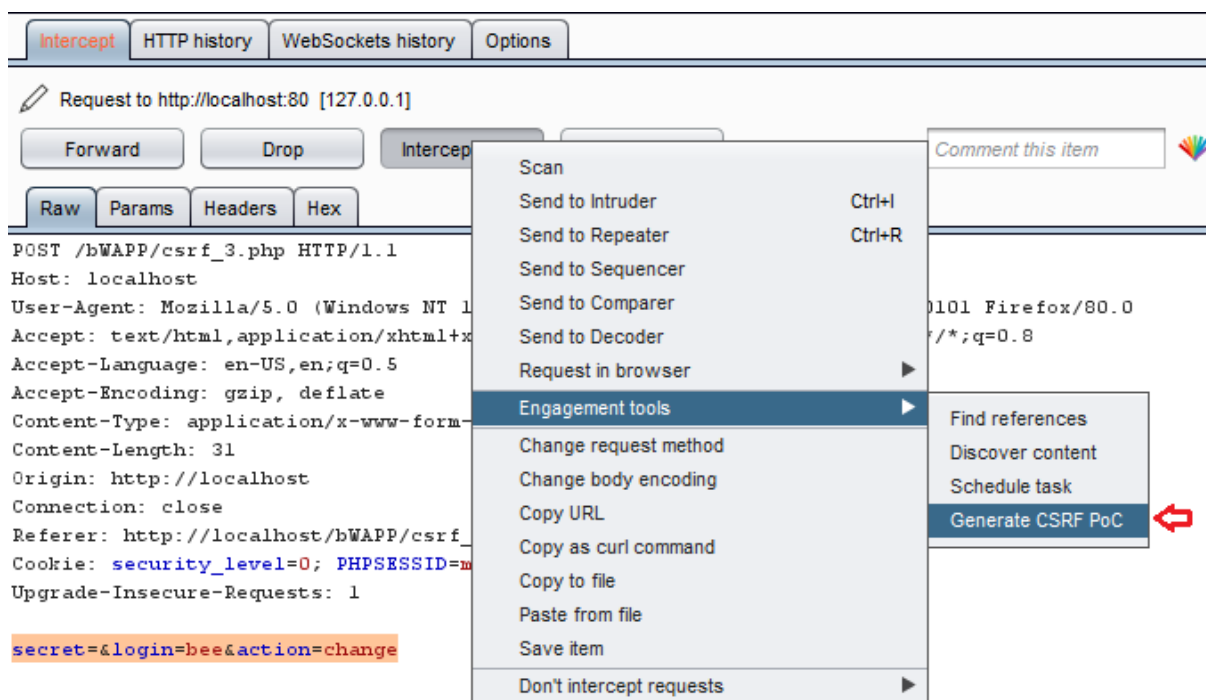 Intercept HTTP history WebSockets history Options
Request to http://localhost:80 [127.0.0.1]
Forward Drop Intercep
Comment this item
Raw Params Headers Hex
POST /bWAPP/csrf_3.php HTTP/1.1
Host: localhost
User-Agent: Mozilla/5.0 (Windows NT 1 0101 Firefox/80.0
Accept: text/html,application/xhtml+x */*;q=0.8
Accept-Language: en-US,en;q=0.5
Accept-Encoding: gzip, deflate
Content-Type: application/x-www-form-
Content-Length: 31
Origin: http://localhost
Connection: close
Referer: http://localhost/bWAPP/csrf_
Cookie: security_level=0; PHPSESSID=m
Upgrade-Insecure-Requests: 1
secret=&login=bee&action=change
Scan
Send to Intruder Ctrl+I
Send to Repeater Ctrl+R
Send to Sequencer
Send to Comparer
Send to Decoder
Request in browser
Engagement tools
Change request method
Change body encoding
Copy URL
Copy as curl command
Copy to file
Paste from file
Save item
Don't intercept requests
Find references
Discover content
Schedule task
Generate CSRF PoC